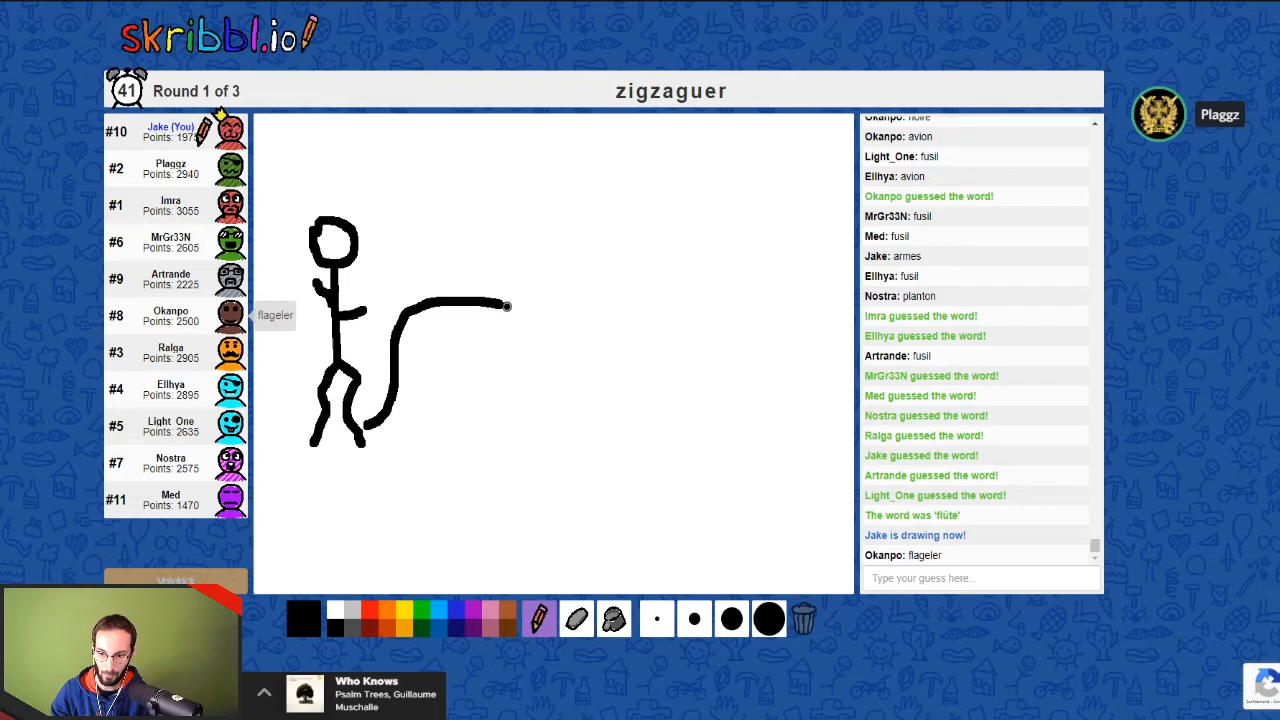 skribbl.io
41
Round 1 of 3
zigzaguer
Plaggz
#10
Jake (You)
Points: 1975
#2
Plaggz
Points: 2940
#1
Imra
Points: 3055
#6
MrGr33N
Points: 2605
#9
Artrande
Points: 2225
#8
Okanpo
Points: 2500
flageler
#3
Points: 2905
#4
Ellhya
Points: 2895
#5
Light_One
Points: 2635
#7
Nostra
Points: 2575
#11
Med
Points: 1470
Votekick
Okanpo: noire
Okanpo: avion
Light_One: fusil
Ellhya: avion
Okanpo guessed the word!
MrGr33N: fusil
Med: fusil
Jake: armes
Ellhya: fusil
Nostra: planton
Imra guessed the word!
Ellhya guessed the word!
Artrande: fusil
MrGr33N guessed the word!
Med guessed the word!
Nostra guessed the word!
Ralga guessed the word!
Jake guessed the word!
Artrande guessed the word!
Light_One guessed the word!
The word was 'flûte'
Jake is drawing now!
Okanpo: flageler
Type your guess here...
Who Knows
Psalm Trees, Guillaume
Muschalle